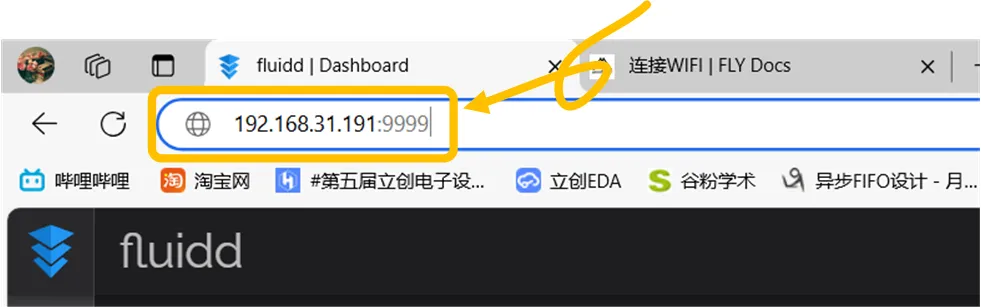 fluidd | Dashboard
连接WIFI | FLY Docs
192.168.31.191:9999
哔哩哔哩
淘
淘宝网
#第五届立创电子设...
立创EDA
谷粉学术
异步FIFO设计 - 月...
fluidd